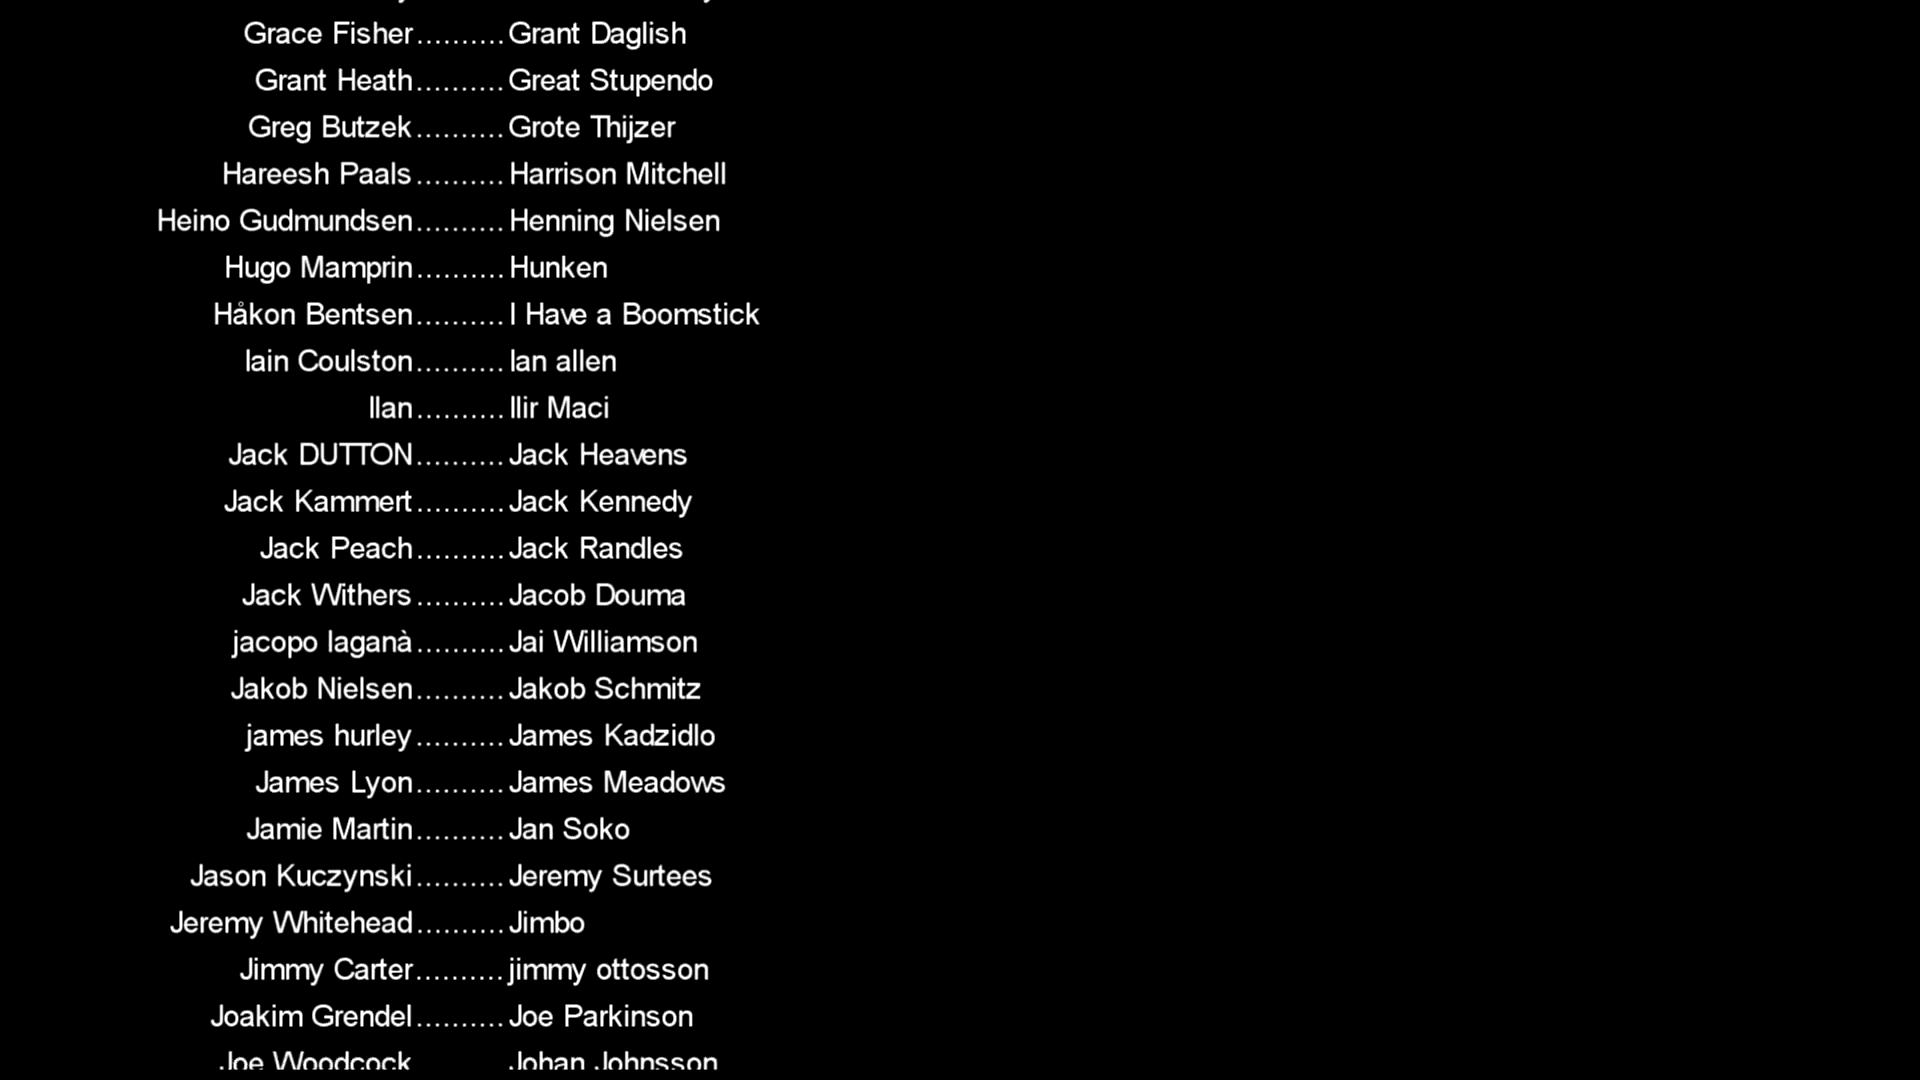 Grace Fisher..........Grant Daglish
Grant Heath..........Great Stupendo
Greg Butzek..........Grote Thijzer
Hareesh Paals..........Harrison Mitchell
Heino Gudmundsen..........Henning Nielsen
Hugo Mamprin..........Hunken
Håkon Bentsen..........I Have a Boomstick
Iain Coulston..........Ian allen
Ilan..........Ilir Maci
Jack DUTTON..........Jack Heavens
Jack Kammert..........Jack Kennedy
Jack Peach..........Jack Randles
Jack Withers..........Jacob Douma
jacopo laganà..........Jai Williamson
Jakob Nielsen..........Jakob Schmitz
james hurley..........James Kadzidlo
James Lyon..........James Meadows
Jamie Martin..........Jan Soko
Jason Kuczynski..........Jeremy Surtees
Jeremy Whitehead..........Jimbo
Jimmy Carter..........jimmy ottosson
Joakim Grendel..........Joe Parkinson
Joe Woodcock Johan Johnsson